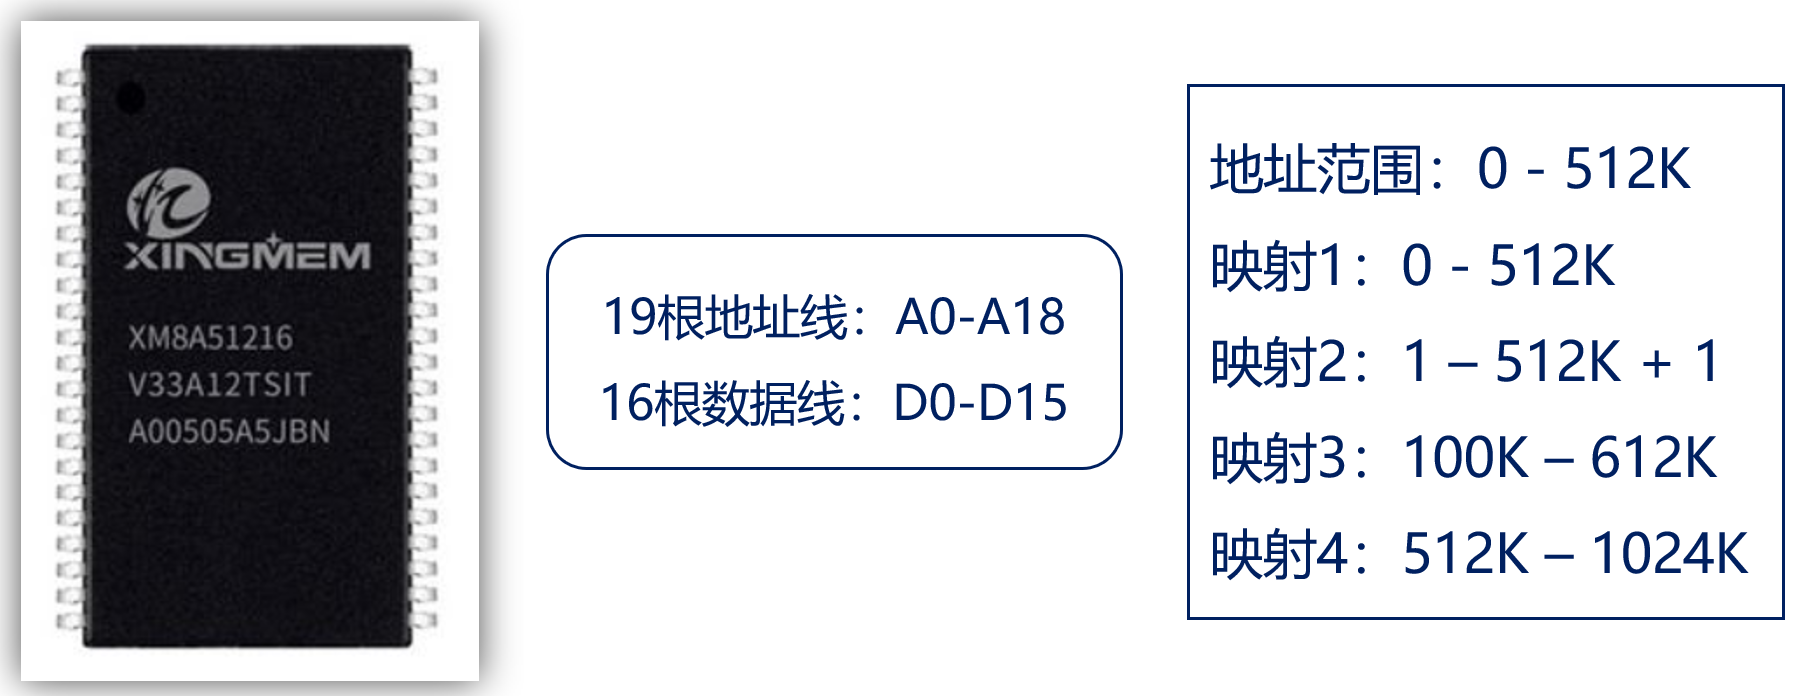 XINGMEM
XM8A51216
V33A12TSIT
A00505A5JBN
19根地址线：A0-A18
16根数据线：D0-D15
地址范围：0 - 512K
映射1：0 - 512K
映射2：1 – 512K + 1
映射3：100K – 612K
映射4：512K – 1024K